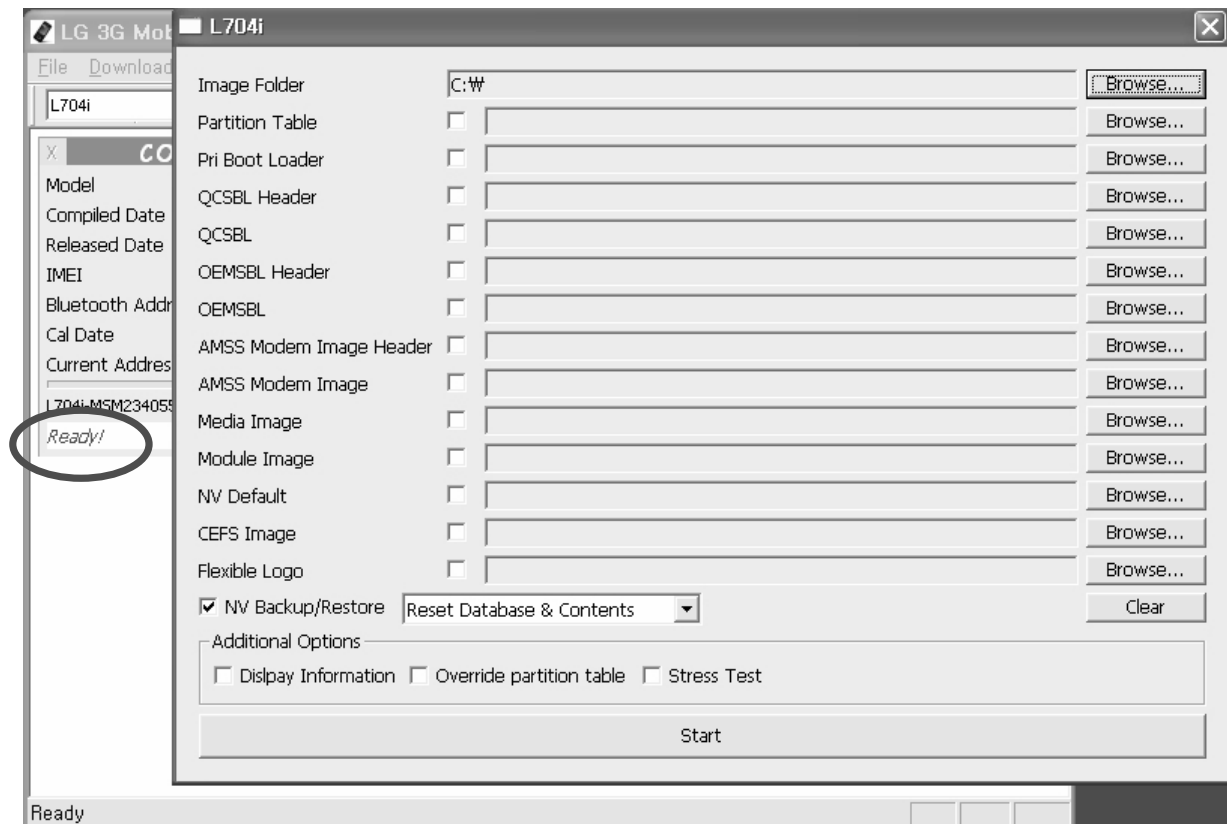 LG 3G Mob
File Download
L704i
CO
Model
Compiled Date
Released Date
IMEI
Bluetooth Addr
Cal Date
Current Addres
L704i-MSM234055
Ready!
Ready
L704i
Image Folder C:₩ Browse...
Partition Table Browse...
Pri Boot Loader Browse...
QCSBL Header Browse...
QCSBL Browse...
OEMSBL Header Browse...
OEMSBL Browse...
AMSS Modem Image Header Browse...
AMSS Modem Image Browse...
Media Image Browse...
Module Image Browse...
NV Default Browse...
CEFS Image Browse...
Flexible Logo Browse...
NV Backup/Restore Reset Database & Contents Clear
Additional Options
Dislpay Information Override partition table Stress Test
Start